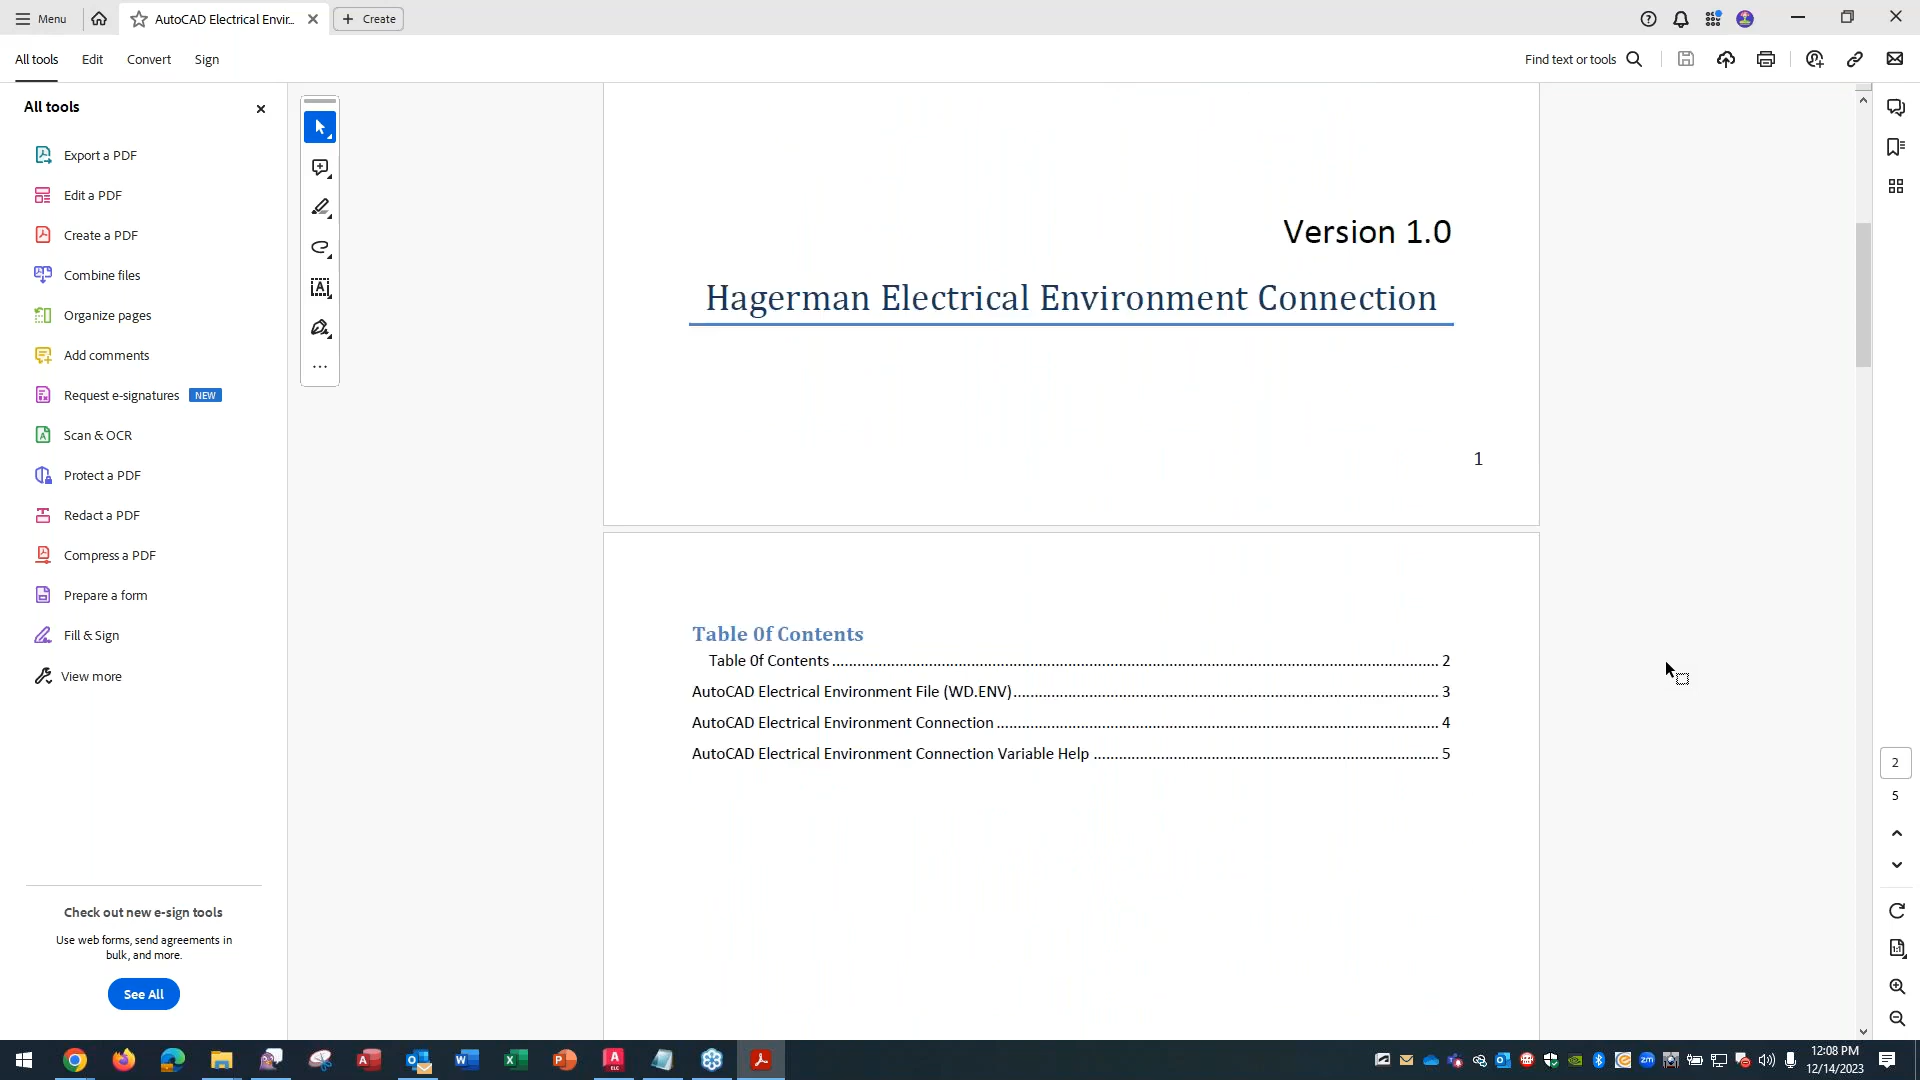 Menu
AutoCAD Electrical Envir...
Create
All tools
Edit
Convert
Sign
Find text or tools
All tools
Export a PDF
Edit a PDF
Create a PDF
Combine files
Organize pages
Add comments
Request e-signatures NEW
Scan & OCR
Protect a PDF
Redact a PDF
Compress a PDF
Prepare a form
Fill & Sign
View more
Check out new e-sign tools
Use web forms, send agreements in
bulk, and more.
See All
Version 1.0
Hagerman Electrical Environment Connection
1
Table 0f Contents
Table 0f Contents ........ 2
AutoCAD Electrical Environment File (WD.ENV) ........ 3
AutoCAD Electrical Environment Connection ........ 4
AutoCAD Electrical Environment Connection Variable Help ........ 5
2
5
12:08 PM
12/14/2023